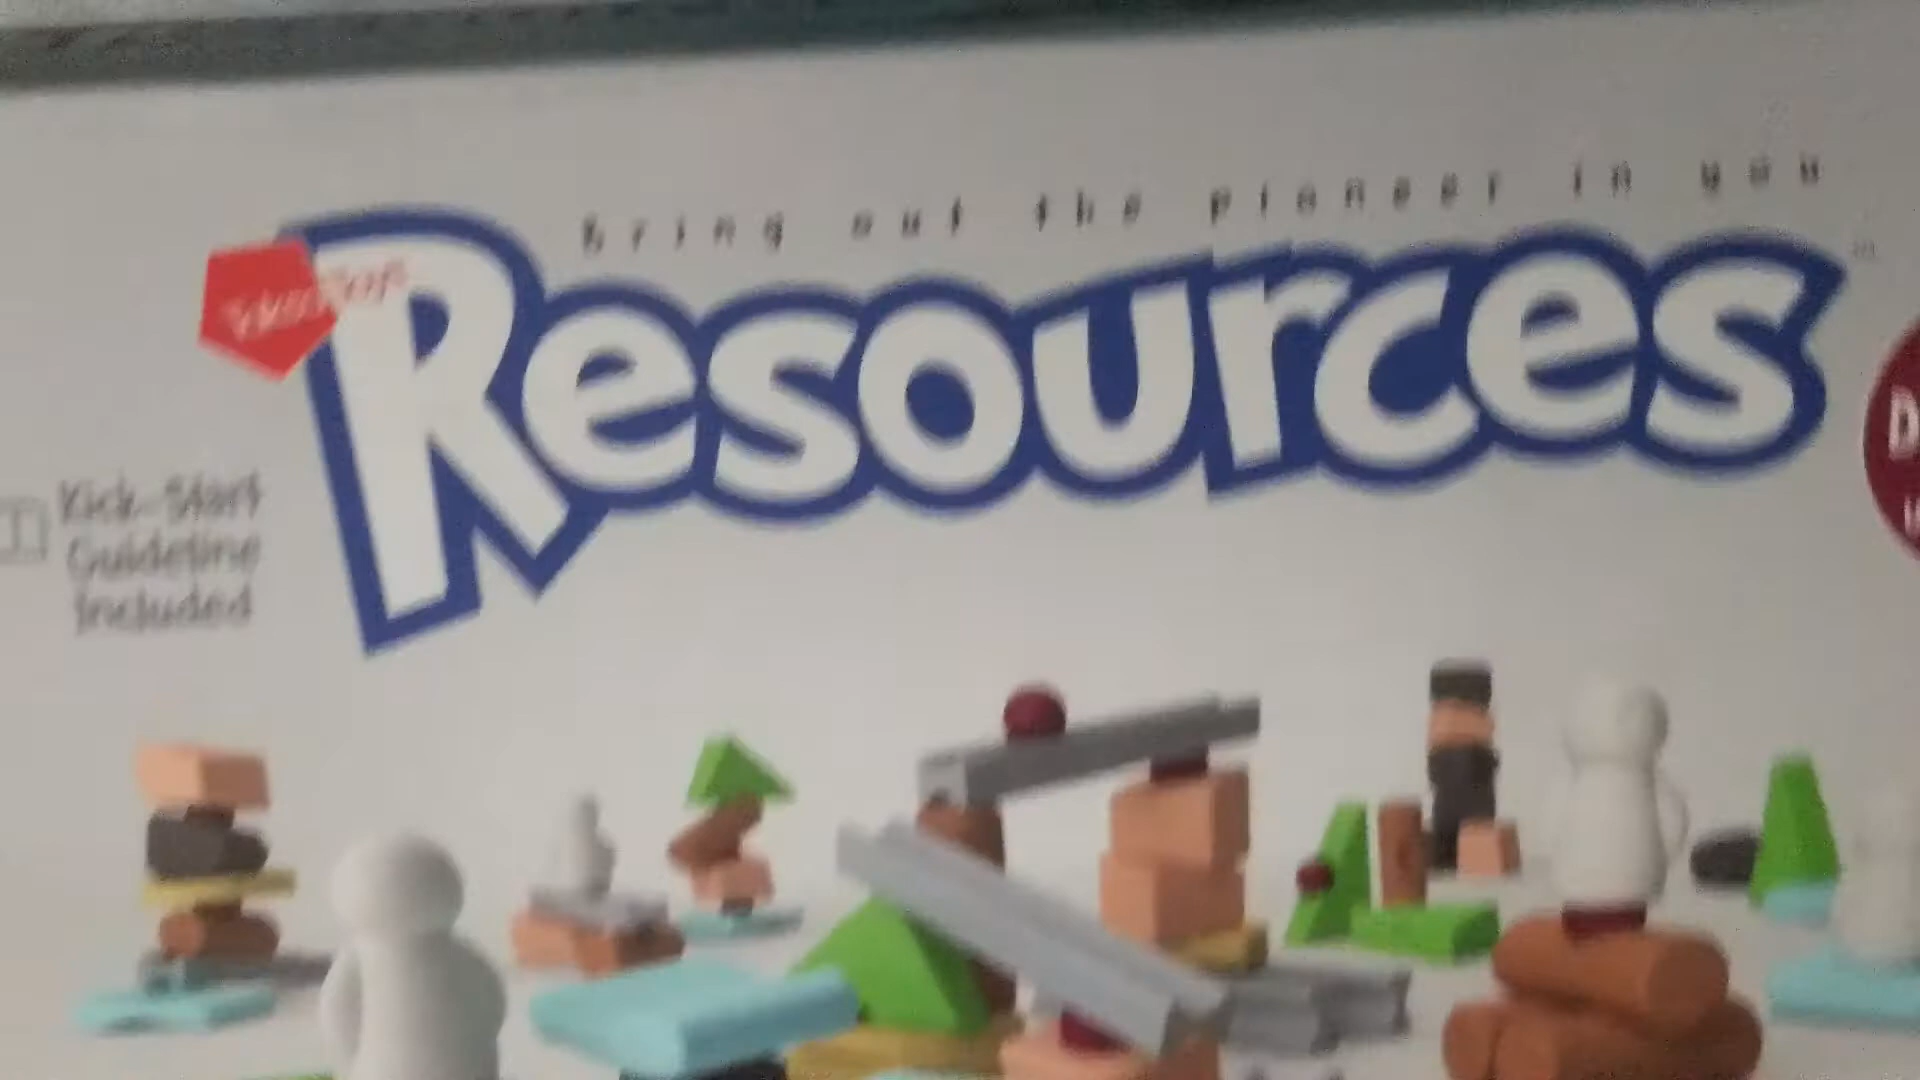 bring out the pioneer in you
Resources
Kick-Start
Guideline
Included